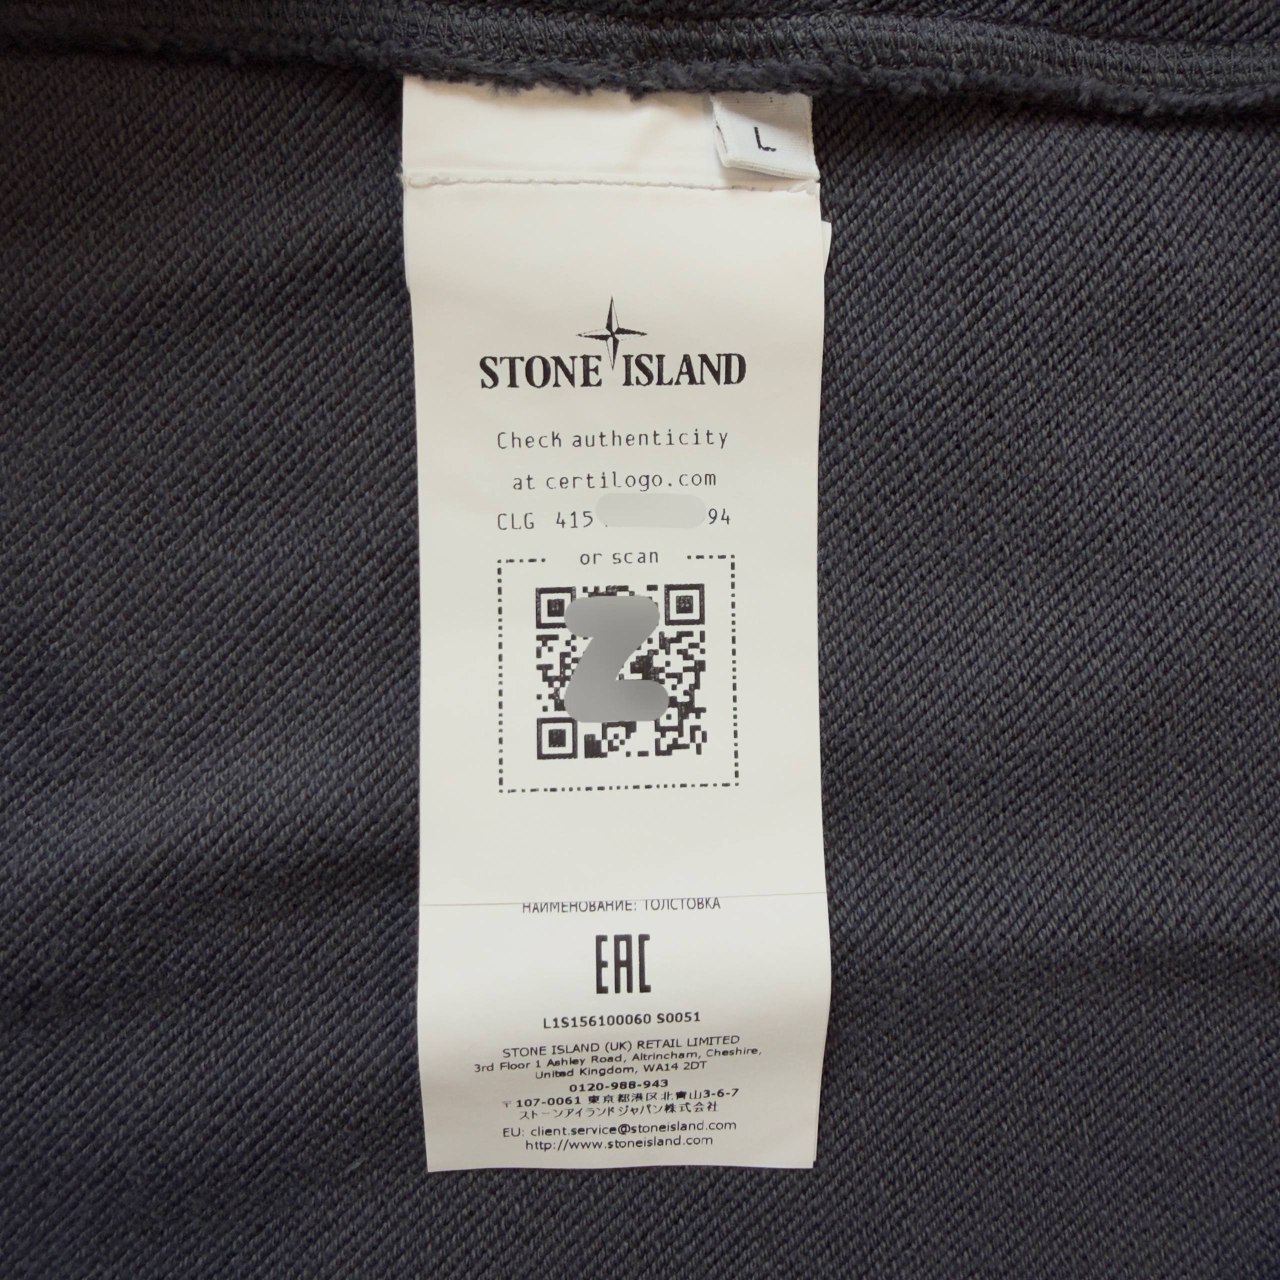 L
STONE ISLAND
Check authenticity
at certilogo.com
CLG 415 94
or scan
НАИМЕНОВАНИЕ: ТОЛСТОВКА
EAC
L1S156100060 S0051
STONE ISLAND (UK) RETAIL LIMITED
3rd Floor 1 Ashley Road, Altrincham, Cheshire,
United Kingdom, WA14 2DT
0120-988-943
〒107-0061 東京都港区北青山3-6-7
ストーンアイランドジャパン株式会社
EU: client.service@stoneisland.com
http://www.stoneisland.com